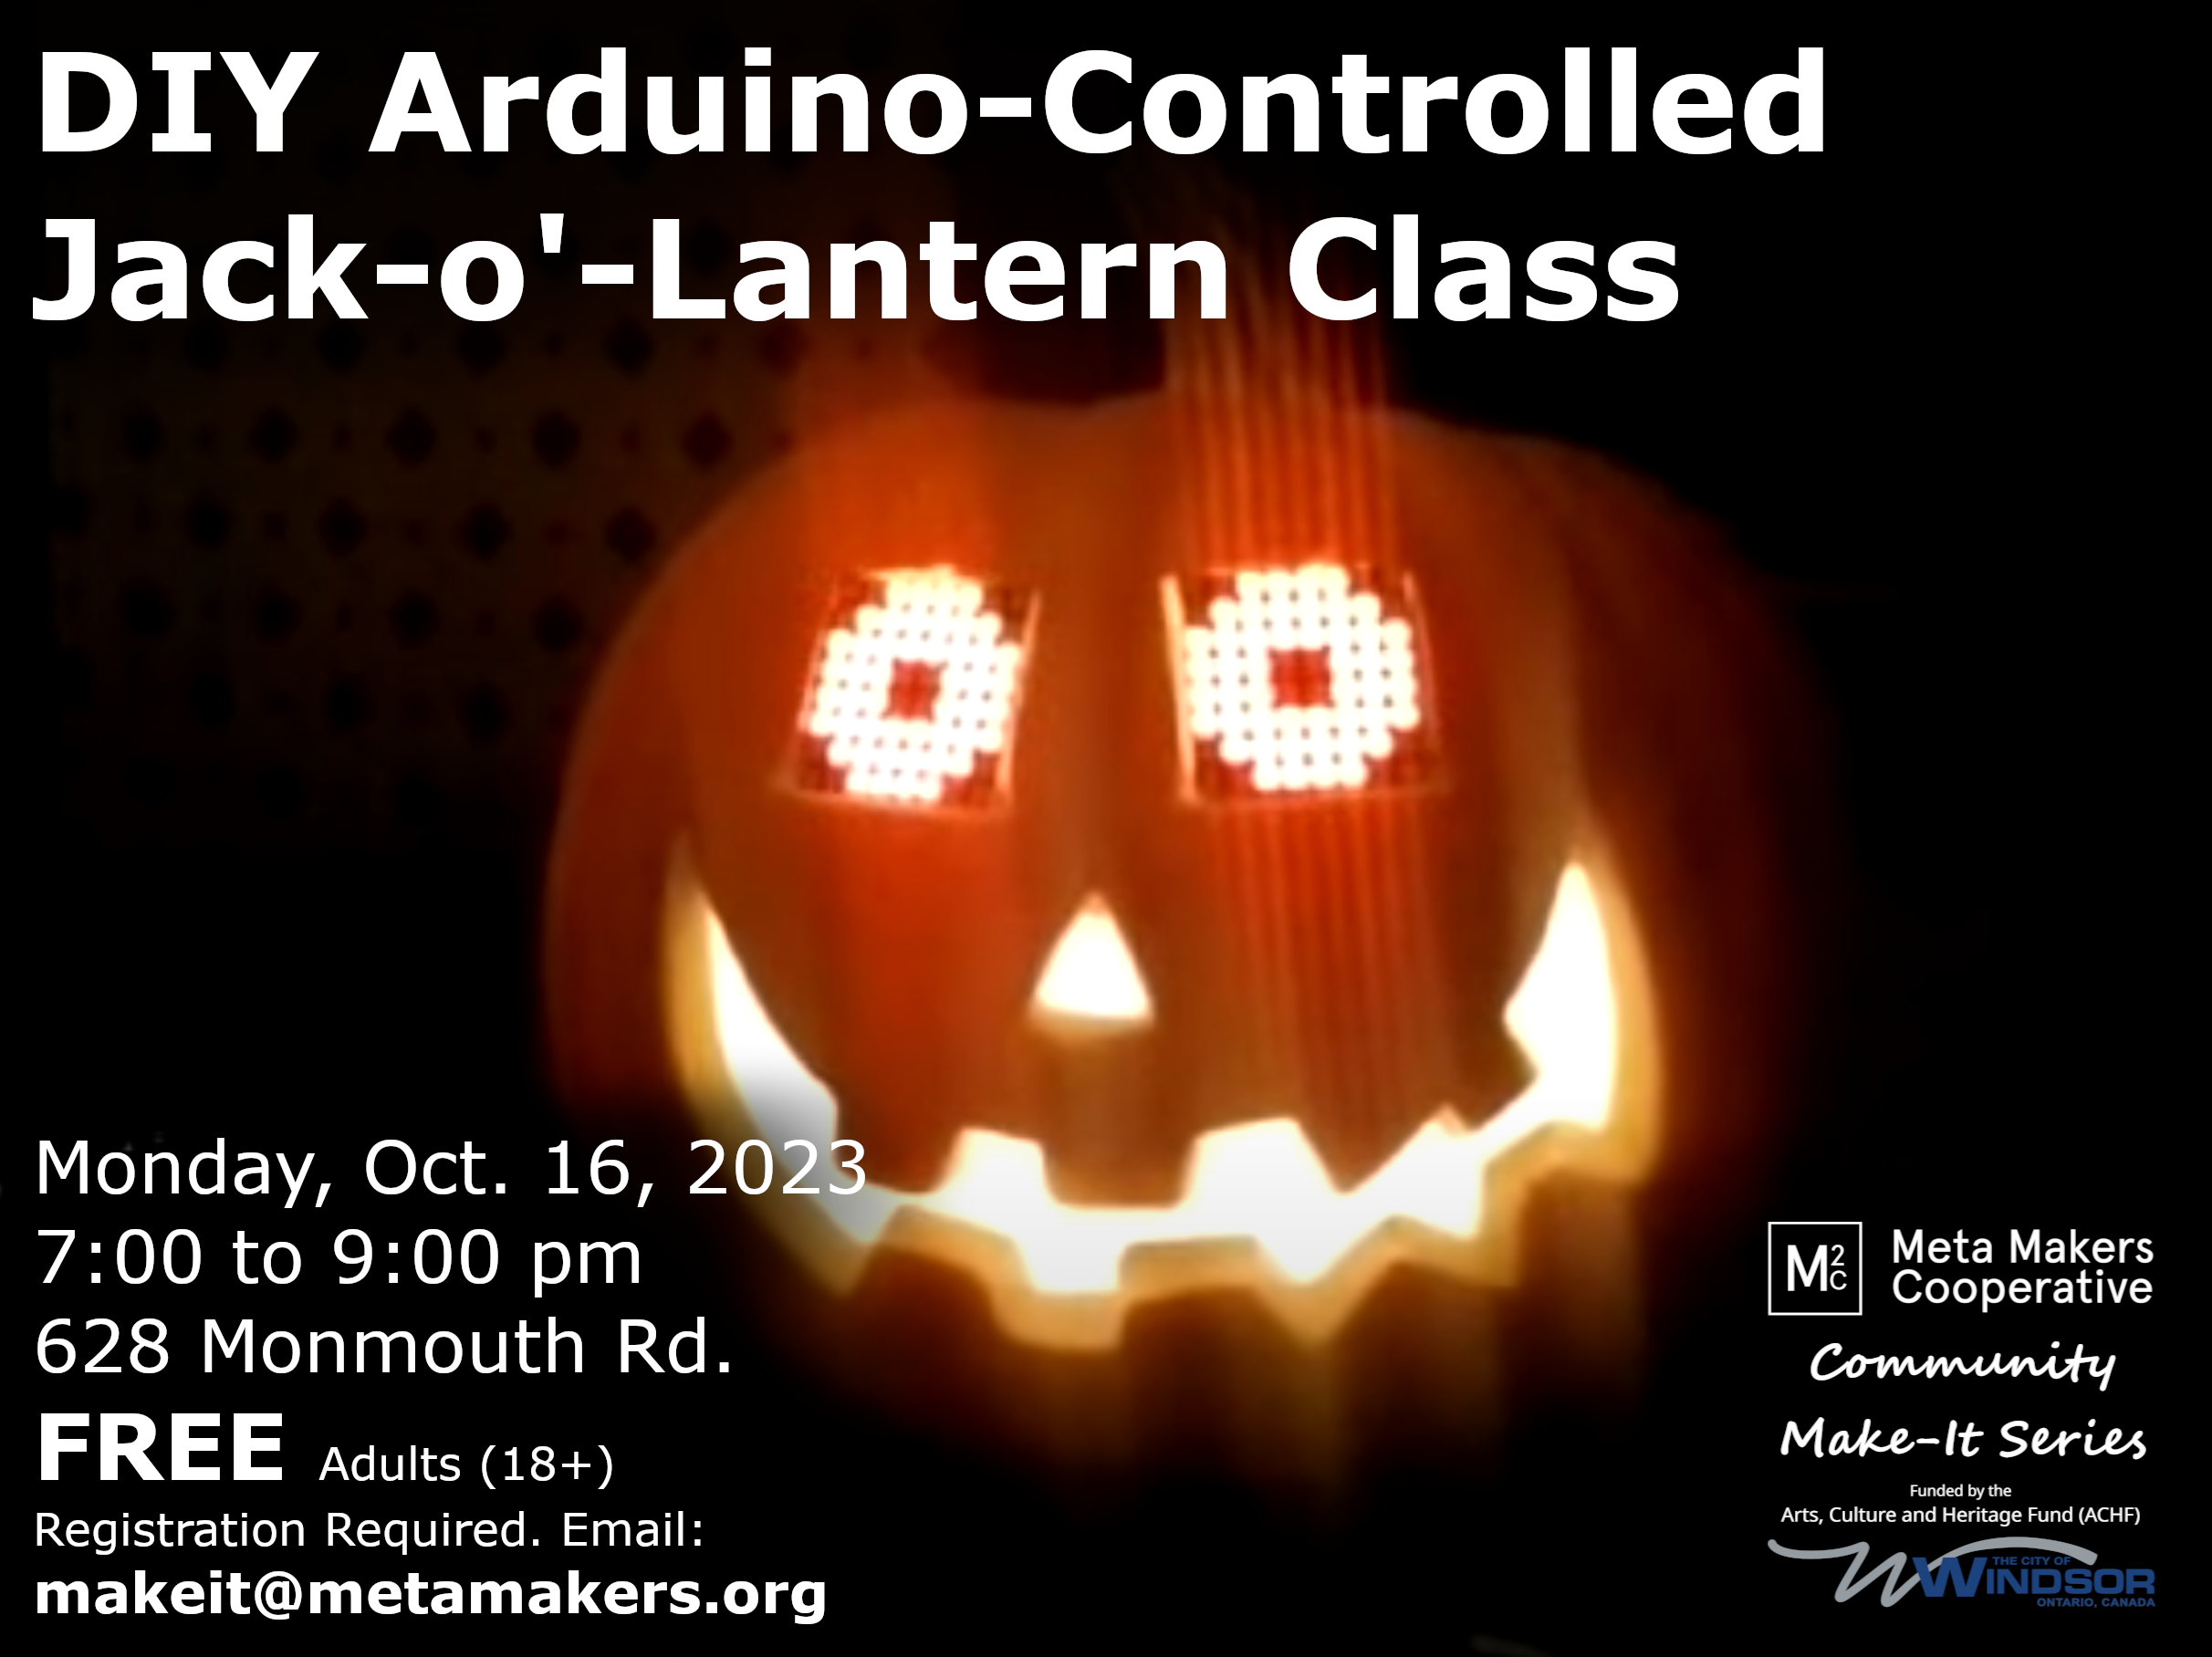 DIY Arduino-Controlled
Jack-o'-Lantern Class
Monday, Oct. 16, 2023
7:00 to 9:00 pm
628 Monmouth Rd.
FREE Adults (18+)
Registration Required. Email:
makeit@metamakers.org
M2C Meta Makers
Cooperative
Community
Make-It Series
Funded by the
Arts, Culture and Heritage Fund (ACHF)
THE CITY OF
WINDSOR
ONTARIO, CANADA